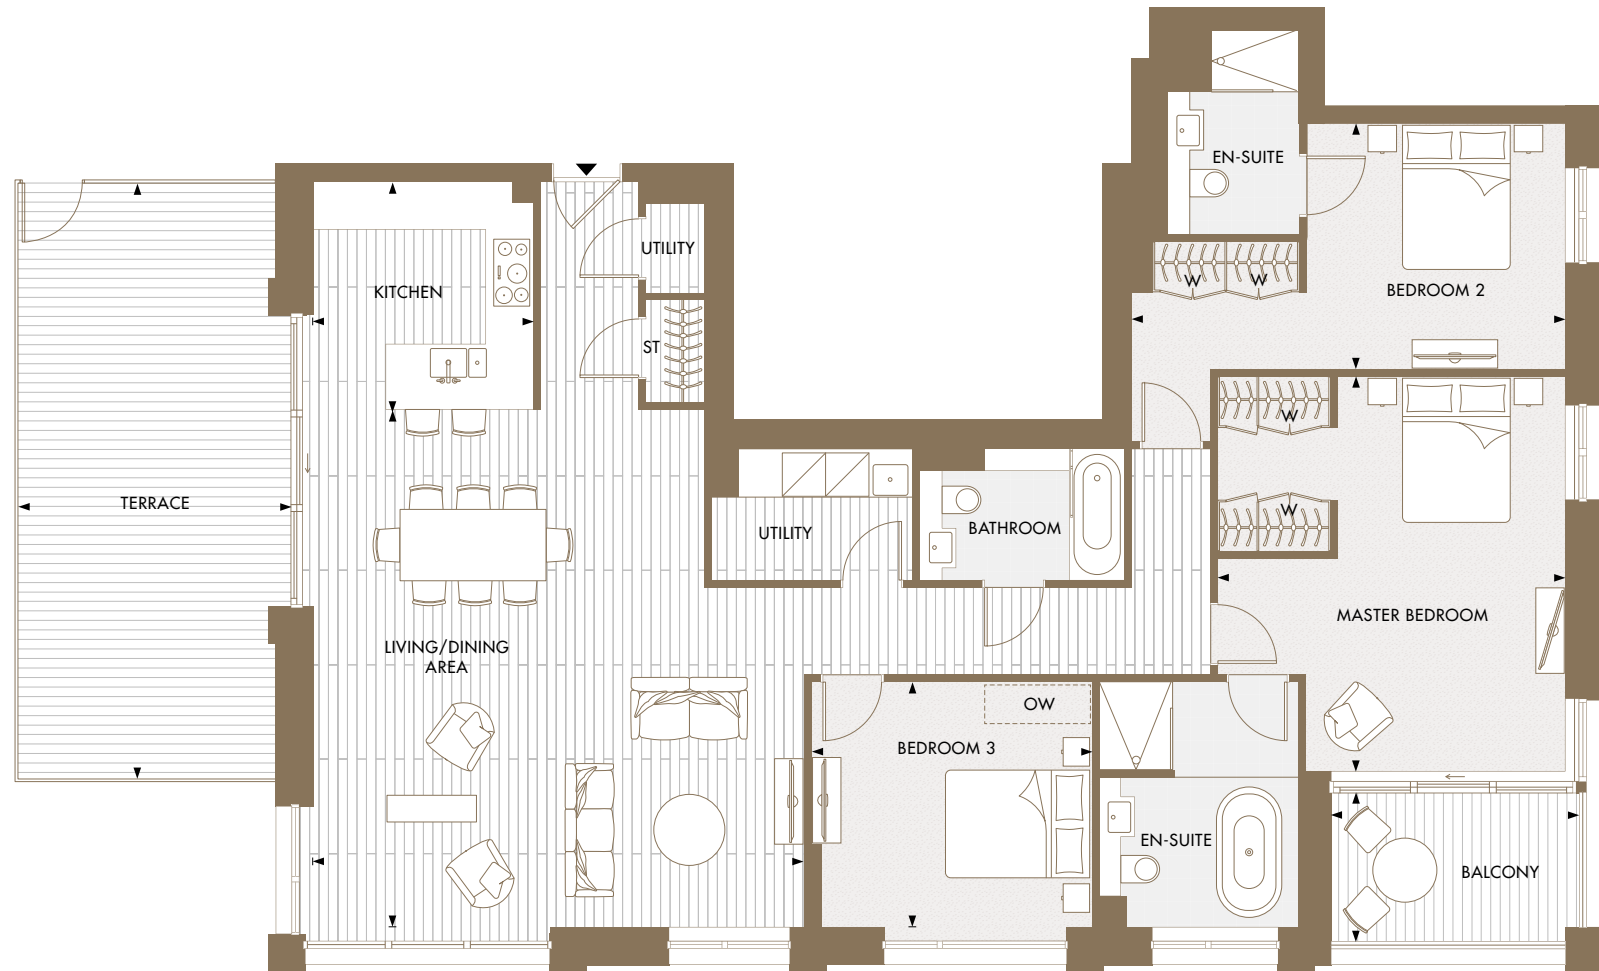 EN-SUITE
UTILITY
KITCHEN
W
W
BEDROOM 2
ST
W
TERRACE
W
UTILITY
BATHROOM
MASTER BEDROOM
LIVING/DINING
AREA
OW
BEDROOM 3
EN-SUITE
BALCONY